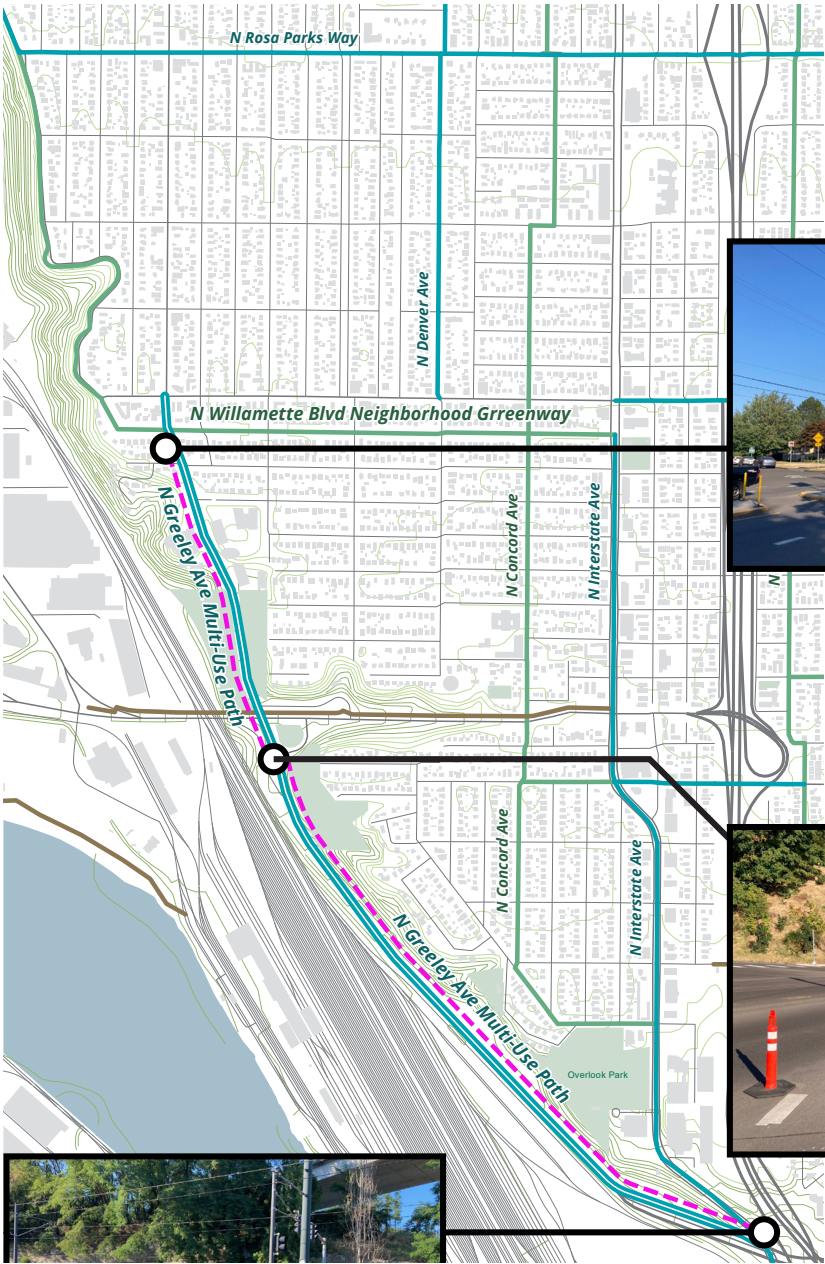 N Rosa Parks Way
N Denver Ave
N Willamette Blvd Neighborhood Grreenway
N Greeley Ave Multi-Use Path
N Concord Ave
N Interstate Ave
N
N Concord Ave
N Interstate Ave
N Greeley Ave Multi-Use Path
Overlook Park